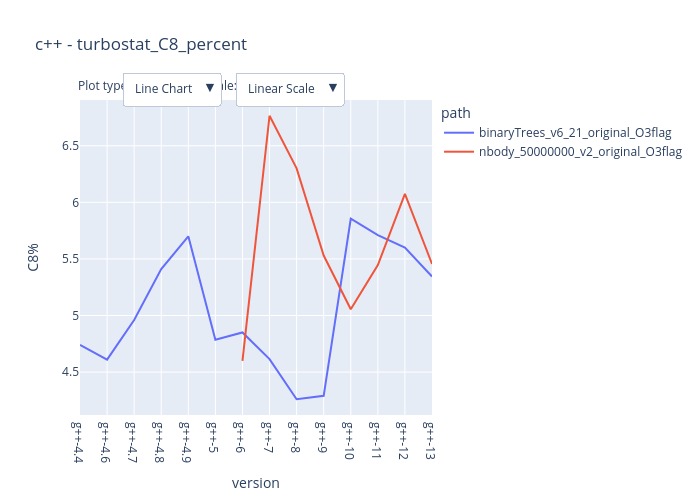 c++ - turbostat_C8_percent
Plot type
ale:
Line Chart ▼
Linear Scale ▼
path
binaryTrees_v6_21_original_O3flag
nbody_50000000_v2_original_O3flag
6.5
6
5.5
5
4.5
C8%
g++-4.4
g++-4.6
g++-4.7
g++-4.8
g++-4.9
g++-5
g++-6
g++-7
g++-8
g++-9
g++-10
g++-11
g++-12
g++-13
version